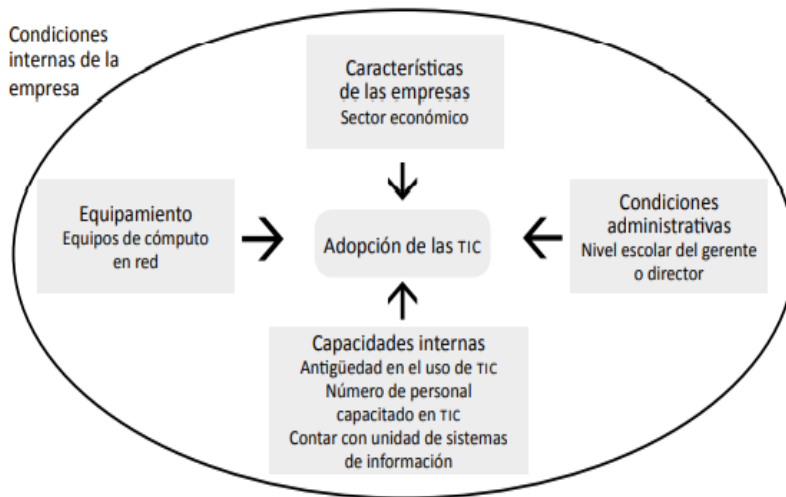 Condiciones
internas de la
empresa
Características
de las empresas
Sector económico
Equipamiento
Equipos de cómputo
en red
Adopción de las TIC
Condiciones
administrativas
Nivel escolar del gerente
o director
Capacidades internas
Antigüedad en el uso de TIC
Número de personal
capacitado en TIC
Contar con unidad de sistemas
de información